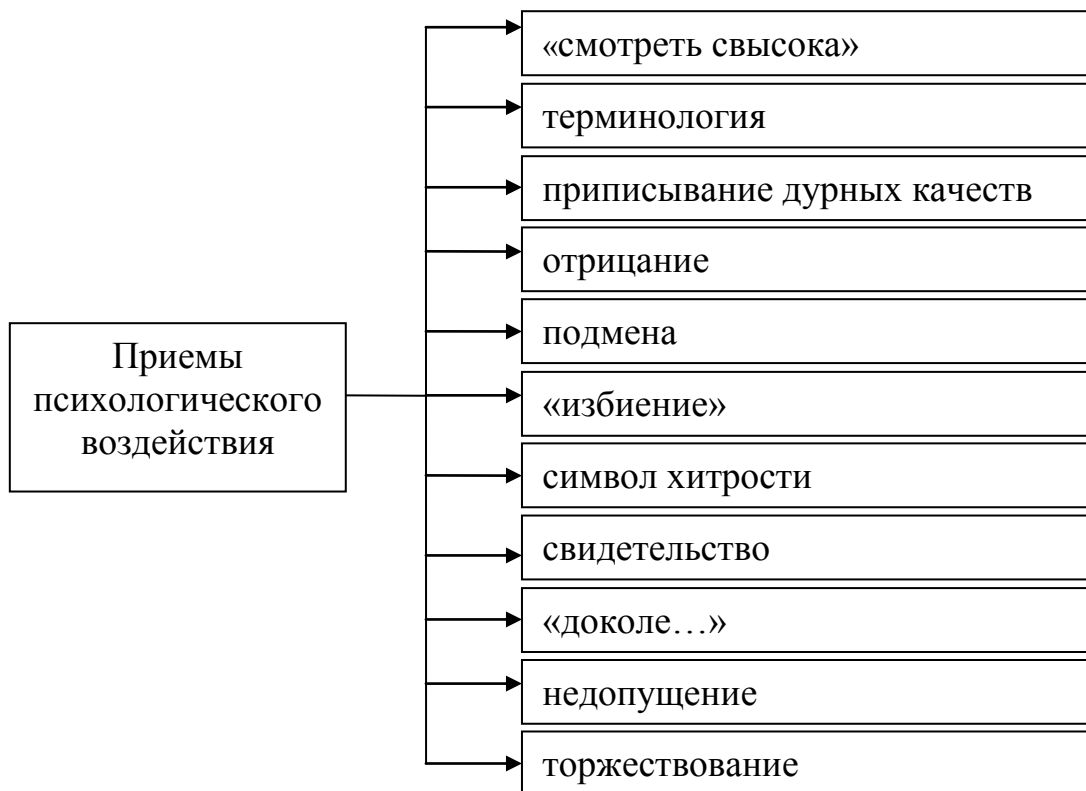 «смотреть свысока»
терминология
приписывание дурных качеств
отрицание
подмена
Приемы
психологического
воздействия
«избиение»
символ хитрости
свидетельство
«доколе…»
недопущение
торжествование